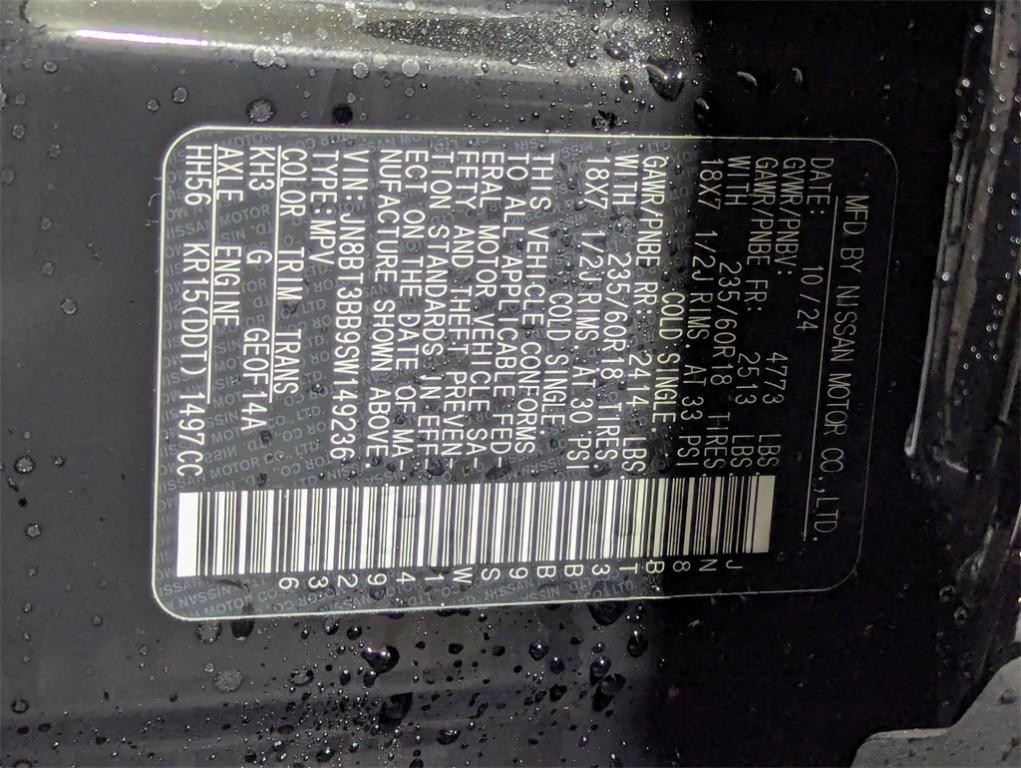 MFD BY NISSAN MOTOR CO., LTD.
DATE: 10/24
GVWR/PNBV: 4773 LBS
GAWR/PNBE FR: 2513 LBS
WITH 235/60R18 TIRES
18X7 1/2J RIMS. AT 33 PSI
COLD SINGLE
GAWR/PNBE RR: 2414 LBS
WITH 235/60R18 TIRES
18X7 1/2J RIMS. AT 30 PSI
COLD SINGLE
THIS VEHICLE CONFORMS
TO ALL APPLICABLE FED-
ERAL MOTOR VEHICLE SA-
FETY AND THEFT PREVEN-
TION STANDARDS IN EFF-
ECT ON THE DATE OF MA-
NUFACTURE SHOWN ABOVE.
VIN: JN8BT3BB9SW149236
TYPE:MPV
COLOR TRIM TRANS
KH3 G GE0F14A
AXLE ENGINE
HH56 KR15(DDT) 1497CC
JN8BT3BB9SW149236